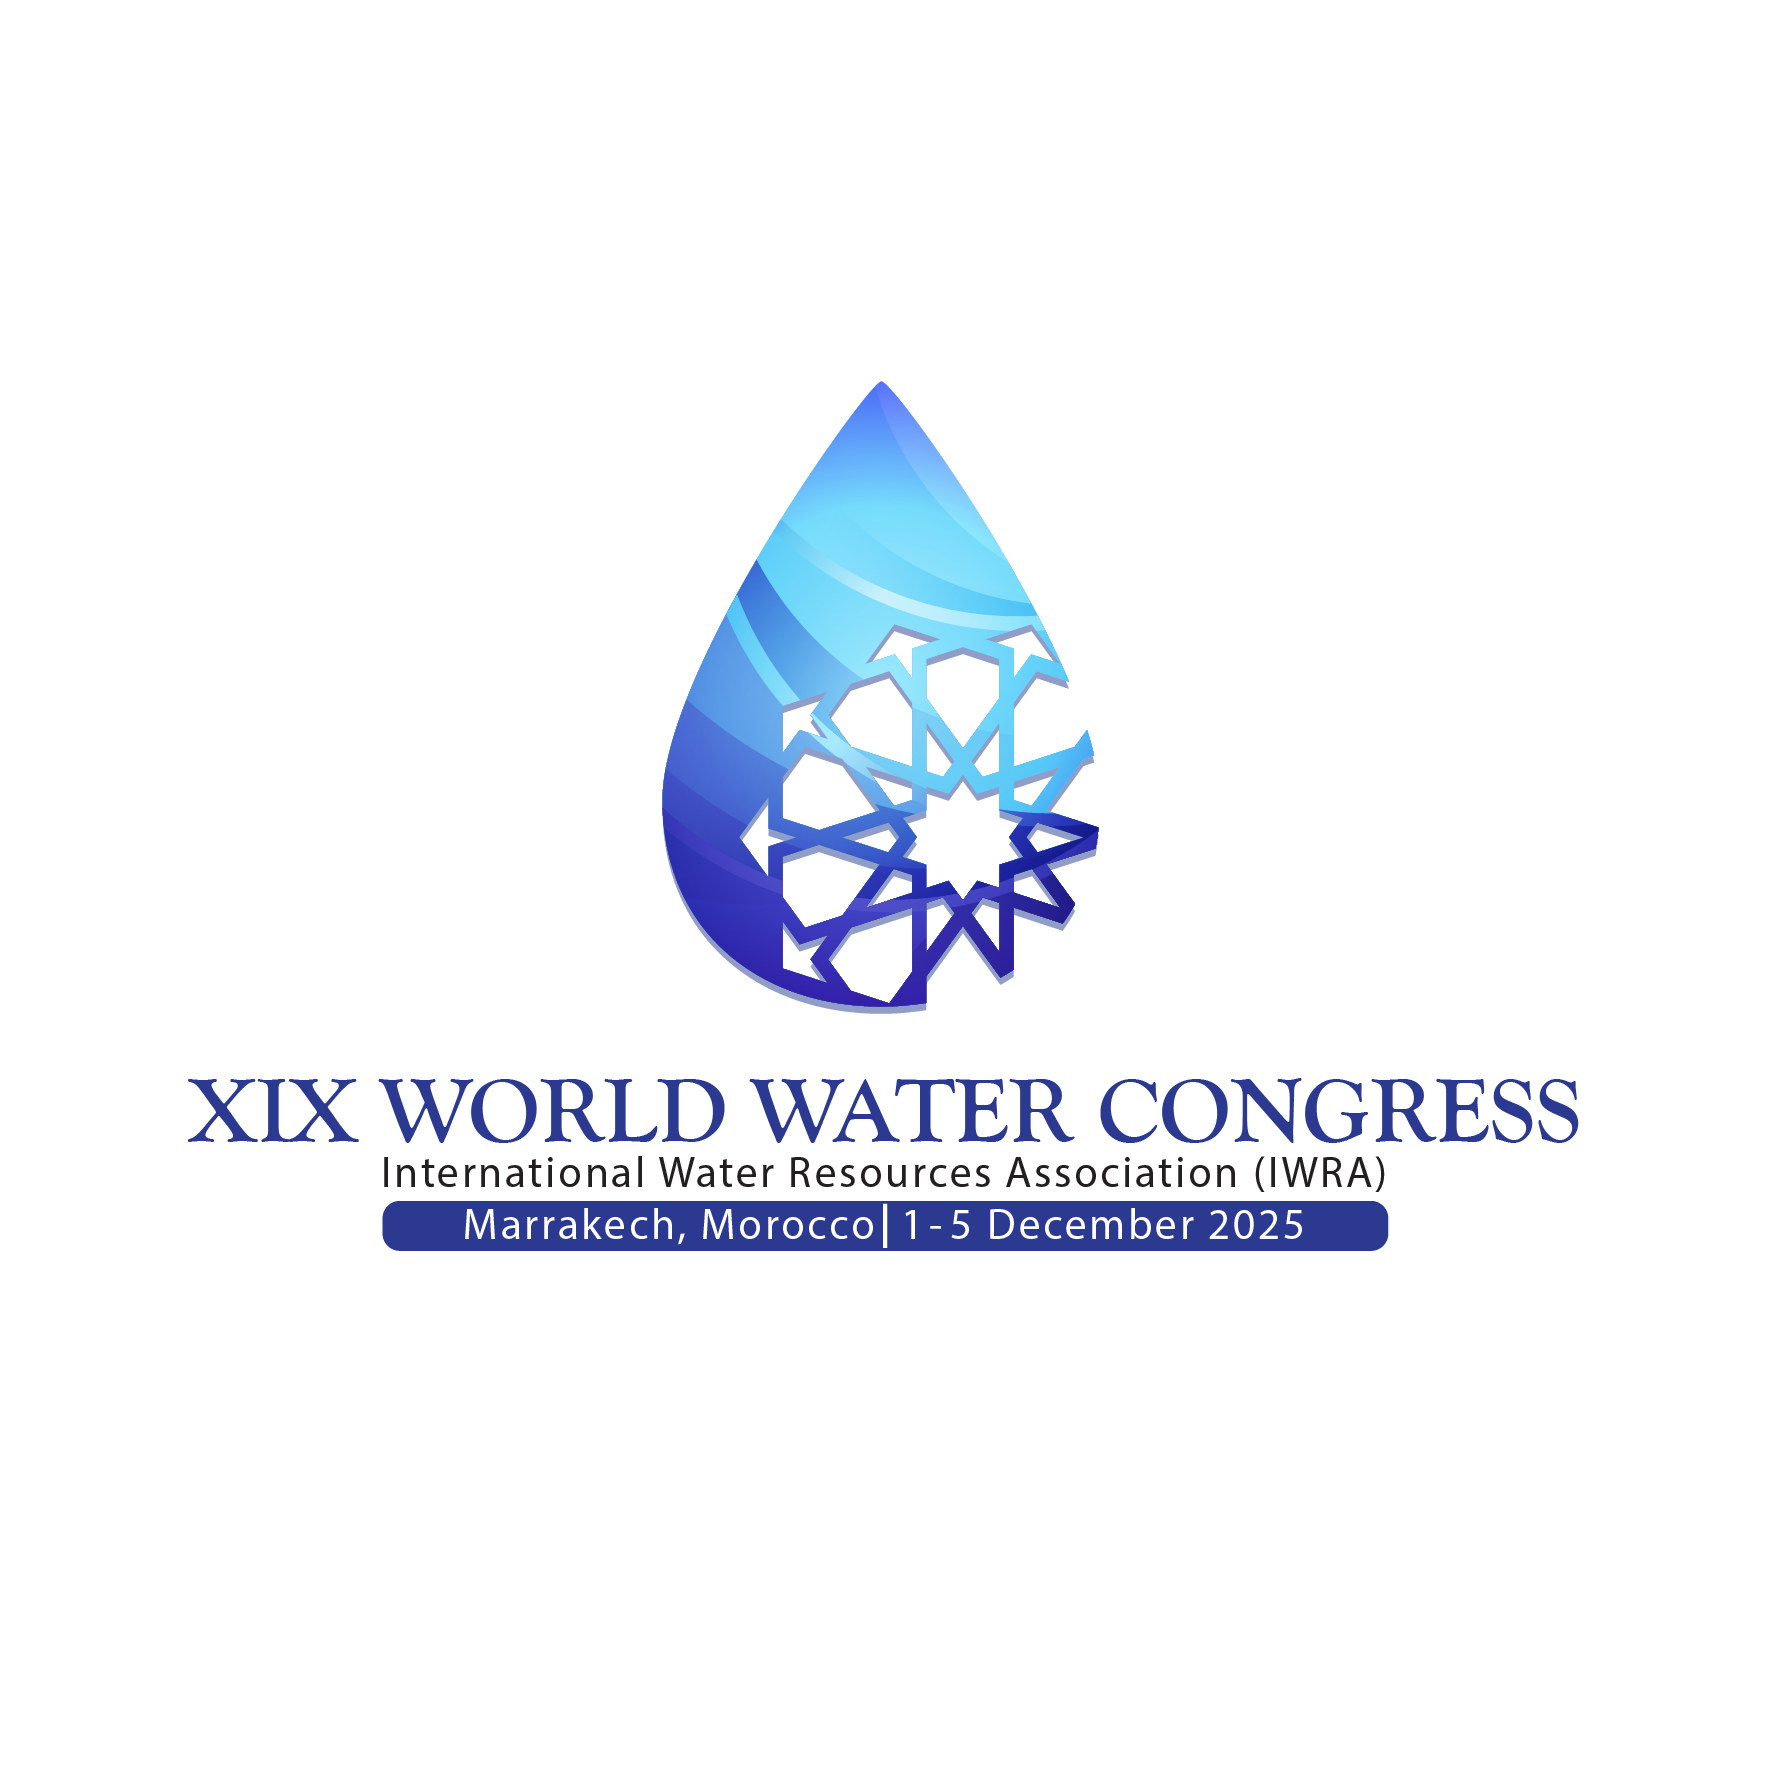 XIX WORLD WATER CONGRESS
International Water Resources Association (IWRA)
Marrakech, Morocco| 1-5 December 2025